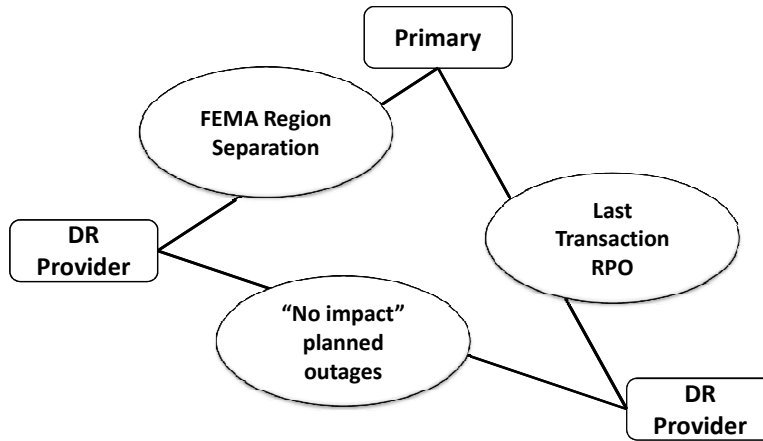 Primary
FEMA Region
Separation
Last
Transaction
RPO
DR
Provider
“No impact”
planned
outages
DR
Provider